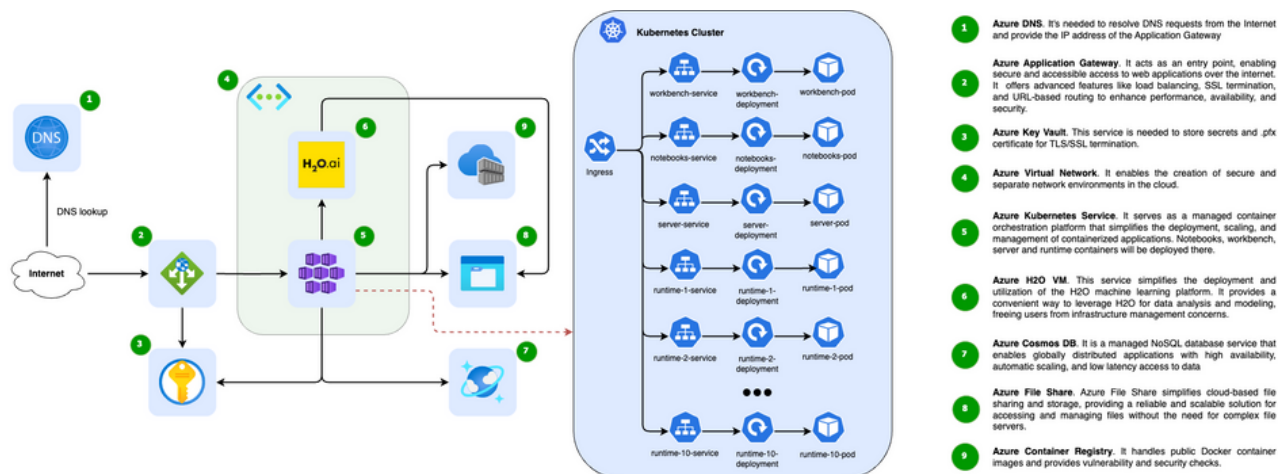 Kubernetes Cluster
1
DNS
DNS lookup
Internet
2
3
4
6
H2O.ai
5
9
8
7
Ingress
workbench-service
workbench-
deployment
workbench-pod
notebooks-service
notebooks-
deployment
notebooks-pod
server-service
server-
deployment
server-pod
runtime-1-service
runtime-1-
deployment
runtime-1-pod
runtime-2-service
runtime-2-
deployment
runtime-2-pod
runtime-10-service
runtime-10-
deployment
runtime-10-pod
1
Azure DNS. It's needed to resolve DNS requests from the Internet
and provide the IP address of the Application Gateway
2
Azure Application Gateway. It acts as an entry point, enabling
secure and accessible access to web applications over the internet.
It offers advanced features like load balancing, SSL termination,
and URL-based routing to enhance performance, availability, and
security.
3
Azure Key Vault. This service is needed to store secrets and .pfx
certificate for TLS/SSL termination.
4
Azure Virtual Network. It enables the creation of secure and
separate network environments in the cloud.
5
Azure Kubernetes Service. It serves as a managed container
orchestration platform that simplifies the deployment, scaling, and
management of containerized applications. Notebooks, workbench,
server and runtime containers will be deployed there.
6
Azure H2O VM. This service simplifies the deployment and
utilization of the H2O machine learning platform. It provides a
convenient way to leverage H2O for data analysis and modeling,
freeing users from infrastructure management concerns.
7
Azure Cosmos DB. It is a managed NoSQL database service that
enables globally distributed applications with high availability,
automatic scaling, and low latency access to data
8
Azure File Share. Azure File Share simplifies cloud-based file
sharing and storage, providing a reliable and scalable solution for
accessing and managing files without the need for complex file
servers.
9
Azure Container Registry. It handles public Docker container
images and provides vulnerability and security checks.